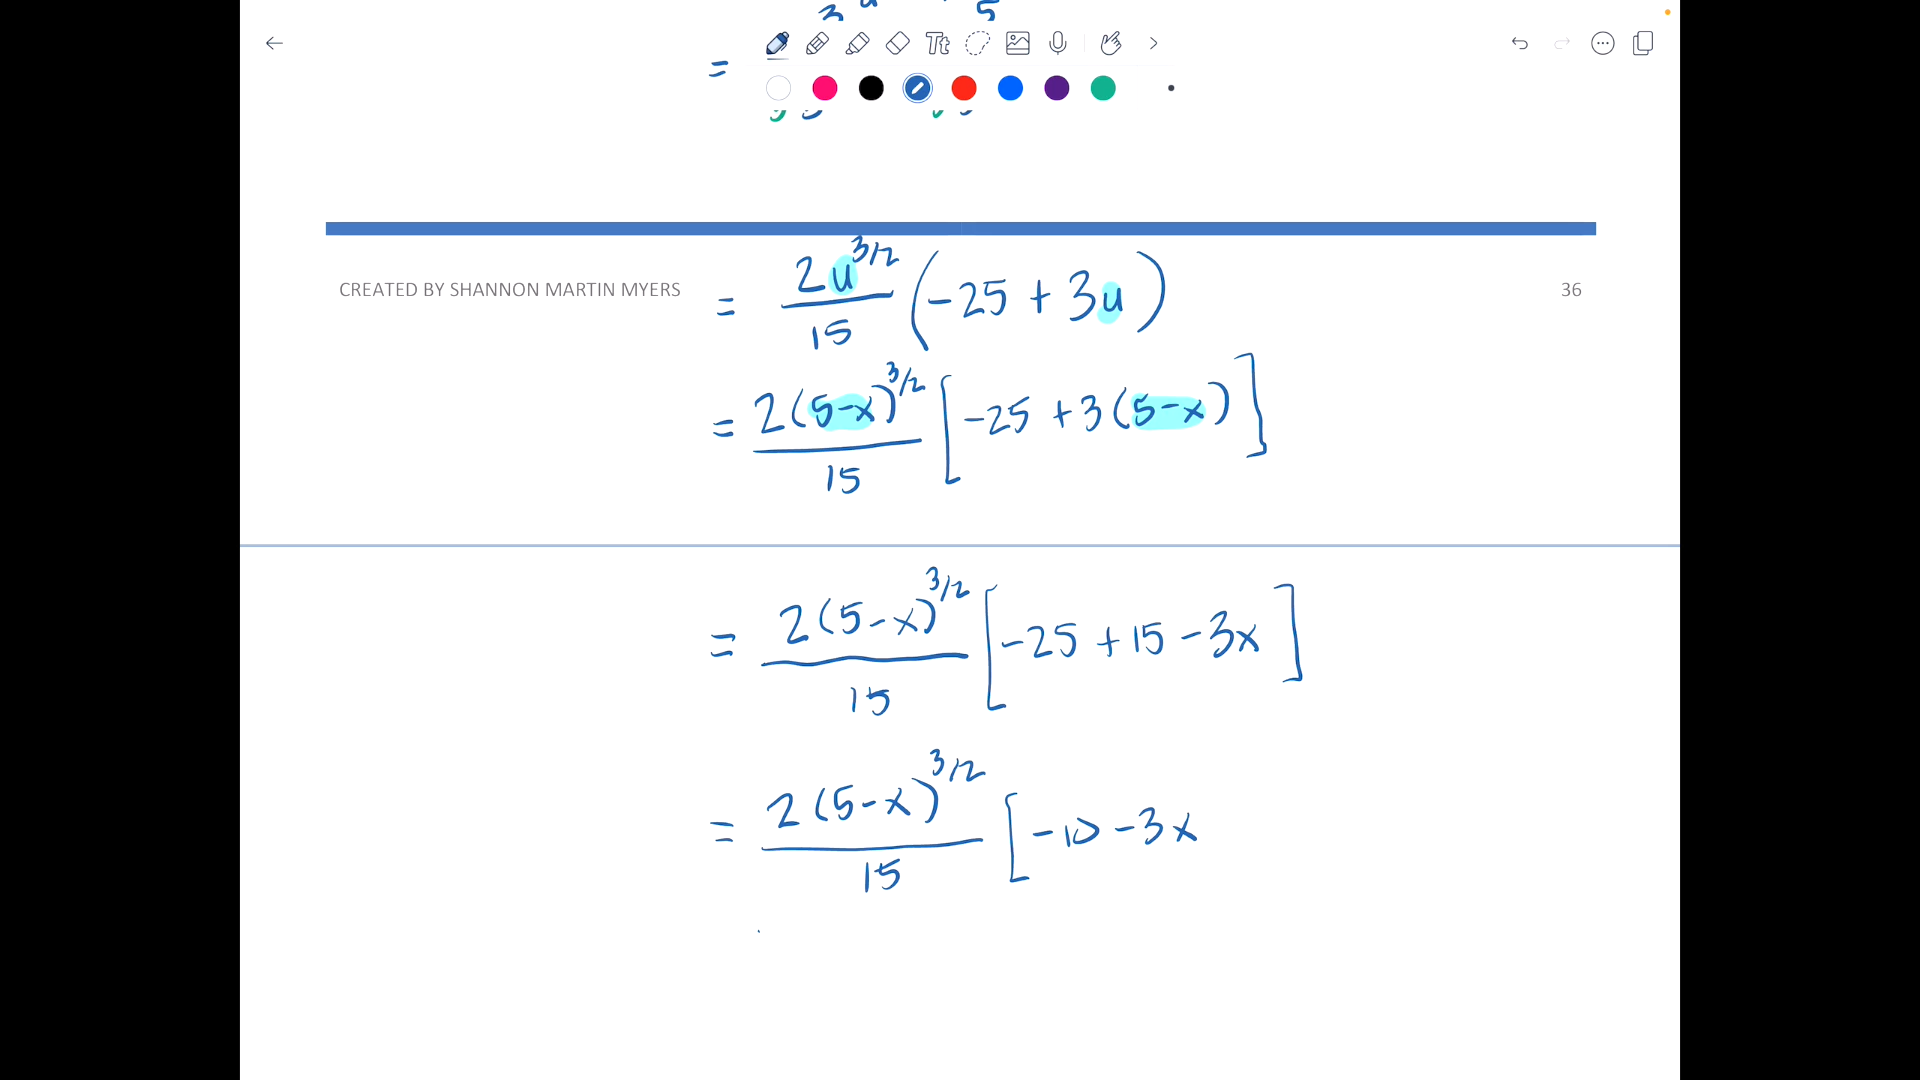 =
Tt
= 2u^3/2 / 15 (-25 + 3u)
CREATED BY SHANNON MARTIN MYERS
36
= 2(5-x)^3/2 / 15 [-25 + 3(5-x)]
= 2(5-x)^3/2 / 15 [-25 + 15 - 3x]
= 2(5-x)^3/2 / 15 [-10 - 3x